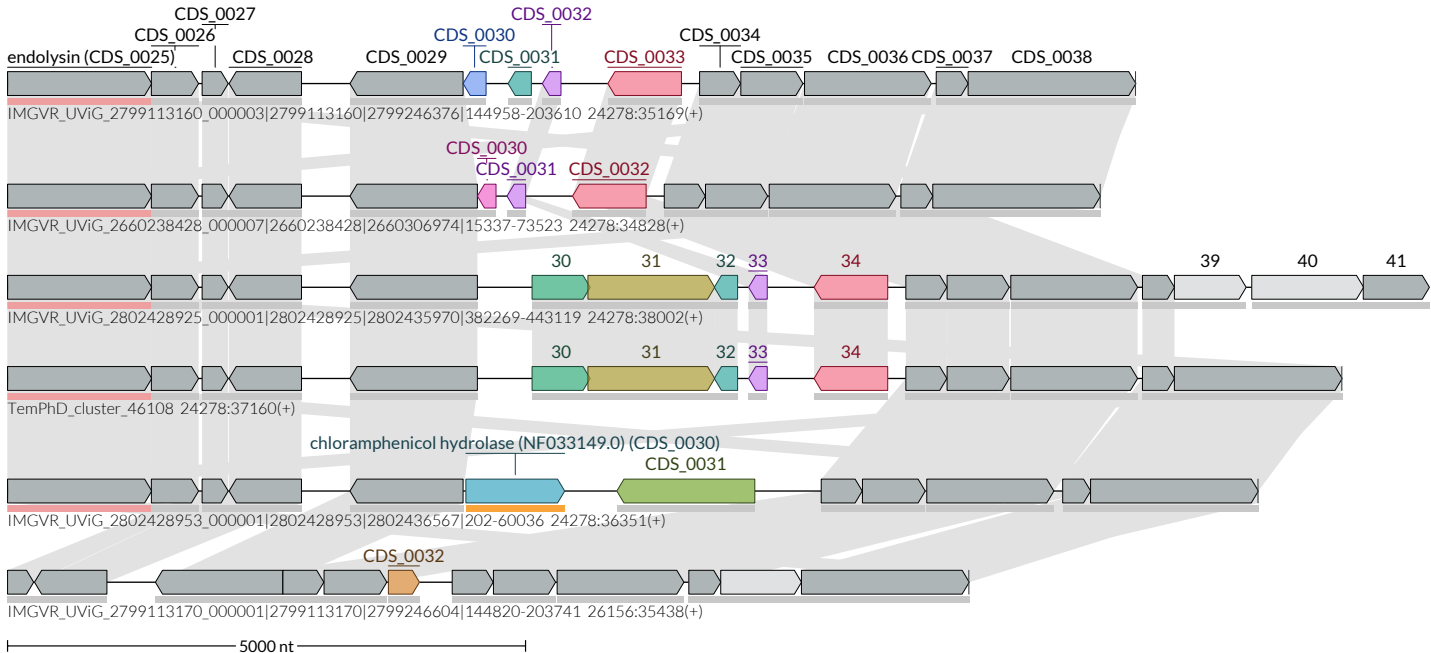 CDS_0027
CDS_0032
CDS_0026
CDS_0030
CDS_0034
endolysin (CDS_0025)
CDS_0028
CDS_0029
CDS_0031
CDS_0033
CDS_0035
CDS_0036
CDS_0037
CDS_0038
IMGVR_UViG_2799113160_000003|2799113160|2799246376|144958-203610 24278:35169(+)
CDS_0030
CDS_0031
CDS_0032
IMGVR_UViG_2660238428_000007|2660238428|2660306974|15337-73523 24278:34828(+)
30 31 32 33 34 39 40 41
IMGVR_UViG_2802428925_000001|2802428925|2802435970|382269-443119 24278:38002(+)
30 31 32 33 34
TemPhD_cluster_46108 24278:37160(+)
chloramphenicol hydrolase (NF033149.0) (CDS_0030)
CDS_0031
IMGVR_UViG_2802428953_000001|2802428953|2802436567|202-60036 24278:36351(+)
CDS_0032
IMGVR_UViG_2799113170_000001|2799113170|2799246604|144820-203741 26156:35438(+)
5000 nt